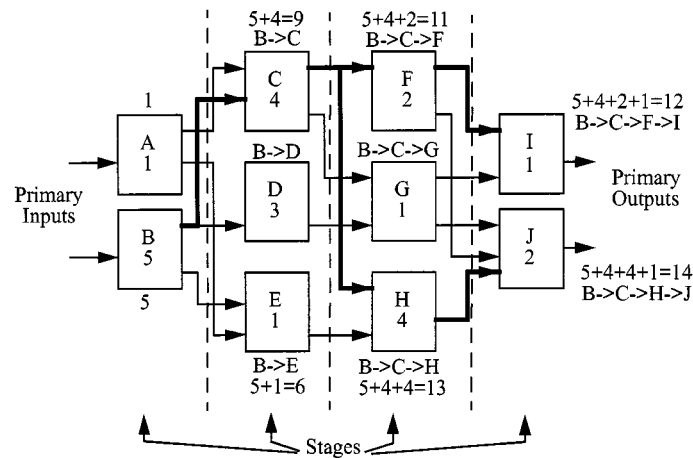 5+4=9
B->C
5+4+2=11
B->C->F
C
4
F
2
1
A
1
5+4+2+1=12
B->C->F->I
I
1
B->D
B->C->G
D
3
G
1
Primary
Inputs
Primary
Outputs
B
5
5
J
2
5+4+4+1=14
B->C->H->J
E
1
H
4
B->E
5+1=6
B->C->H
5+4+4=13
Stages